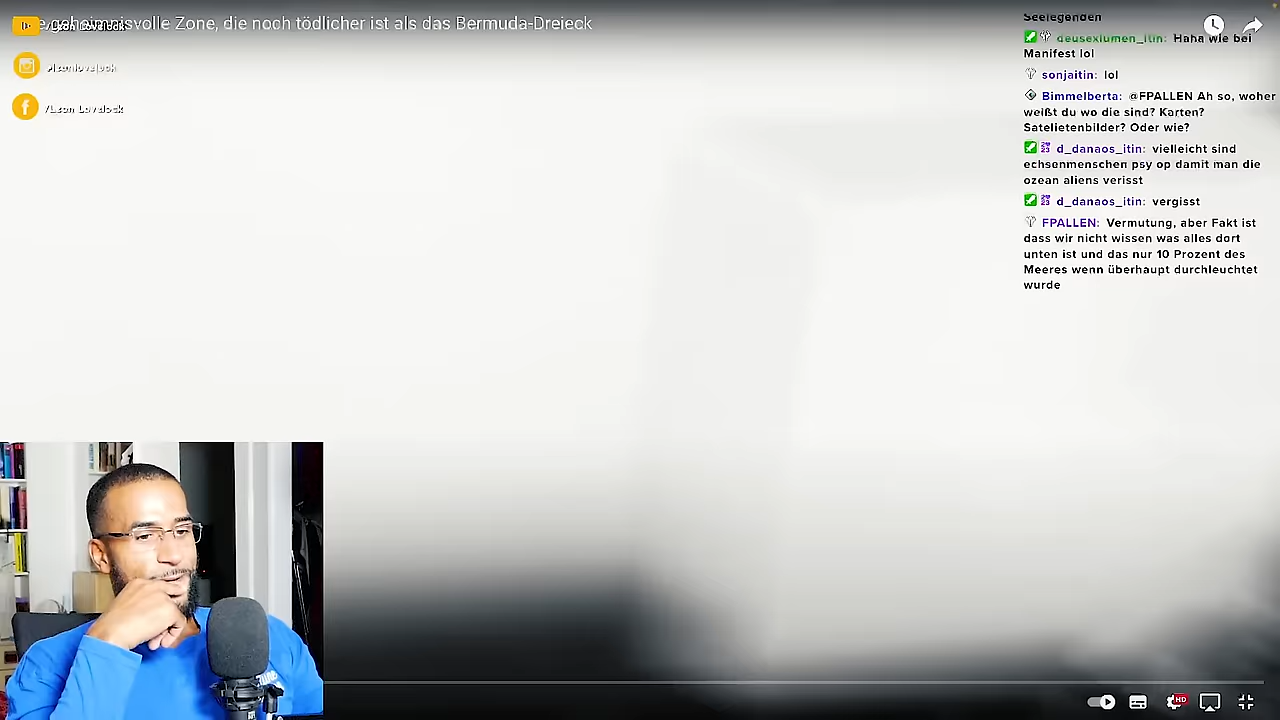 geheimnisvolle Zone, die noch tödlicher ist als das Bermuda-Dreieck
Seelegenden
deusexlumen_itin: Haha wie bei
Manifest lol
sonjaitin: lol
Bimmelberta: @FPALLEN Ah so, woher
weißt du wo die sind? Karten?
Satelietenbilder? Oder wie?
d_danaos_itin: vielleicht sind
echsenmenschen psy op damit man die
ozean aliens verisst
d_danaos_itin: vergisst
FPALLEN: Vermutung, aber Fakt ist
dass wir nicht wissen was alles dort
unten ist und das nur 10 Prozent des
Meeres wenn überhaupt durchleuchtet
wurde
HD